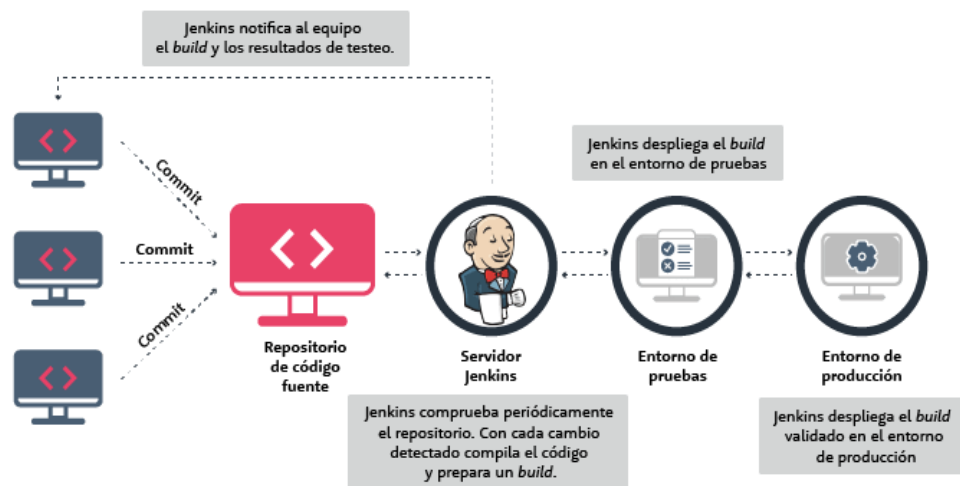 Jenkins notifica al equipo
el build y los resultados de testeo.
Jenkins despliega el build
en el entorno de pruebas
Commit
Commit
Commit
Repositorio
de código
fuente
Servidor
Jenkins
Entorno de
pruebas
Entorno de
producción
Jenkins comprueba periódicamente
el repositorio. Con cada cambio
detectado compila el código
y prepara un build.
Jenkins despliega el build
validado en el entorno
de producción